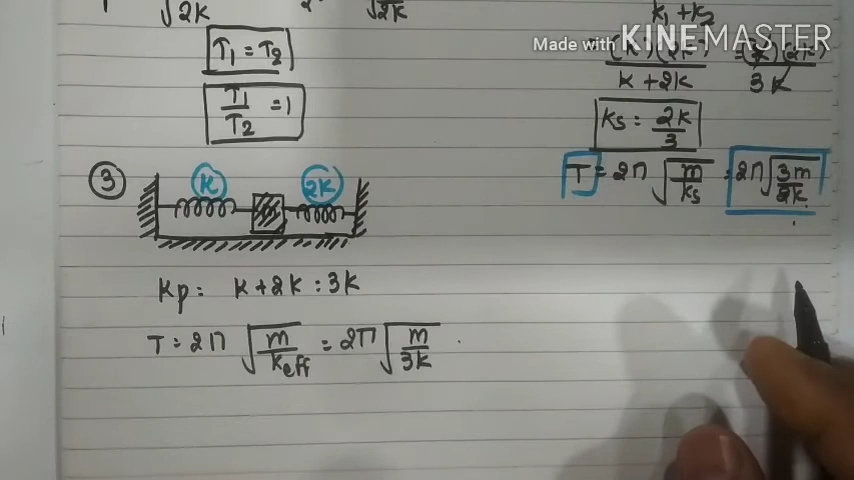 √2K
√2K
K₁+K₂
Made with KINEMASTER
T₁ = T₂
K+2K
3K
T₁/T₂ = 1
Ks = 2K/3
T = 2π √(m/Ks) = 2π √(3m/2K)
③
K
2K
Kp = K+2K : 3K
T = 2π √(m/Keff) = 2π √(m/3K)